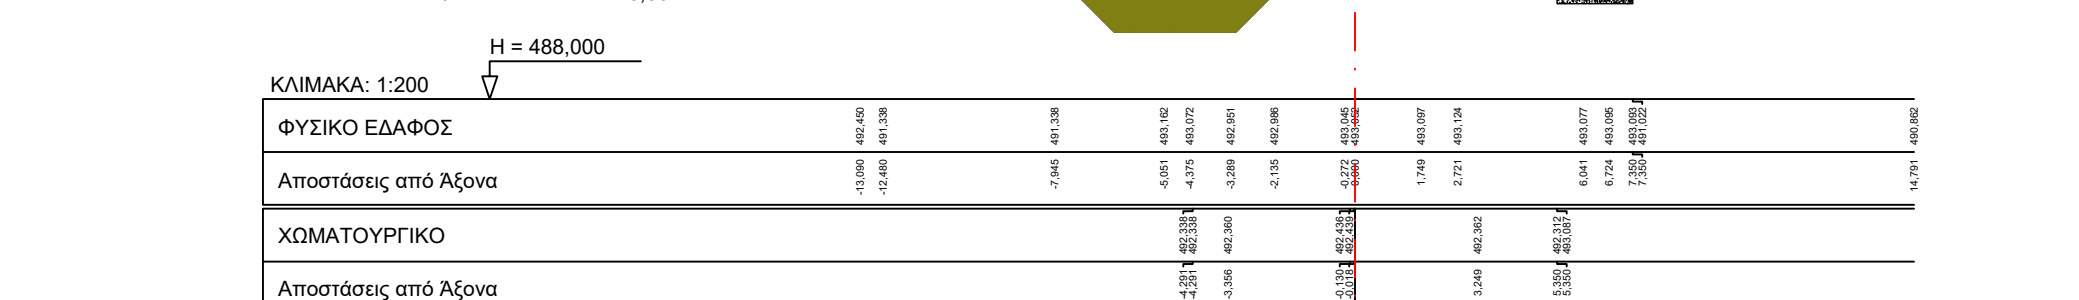 H = 488,000
ΚΛΙΜΑΚΑ: 1:200
ΦΥΣΙΚΟ ΕΔΑΦΟΣ 492,450 491,338 491,338 493,162 493,072 492,951 492,986 493,045 493,097 493,124 493,077 493,095 493,093 491,022 490,862
Αποστάσεις από Άξονα -13,090 -12,480 -7,945 -5,051 -4,375 -3,289 -2,135 -0,272 0,000 1,749 2,721 6,041 6,724 7,350 7,350 14,791
ΧΩΜΑΤΟΥΡΓΙΚΟ 492,338 492,338 492,360 492,436 492,439 492,362 492,312 493,087
Αποστάσεις από Άξονα -4,291 -4,291 -3,356 -0,130 -0,018 3,249 5,350 5,350